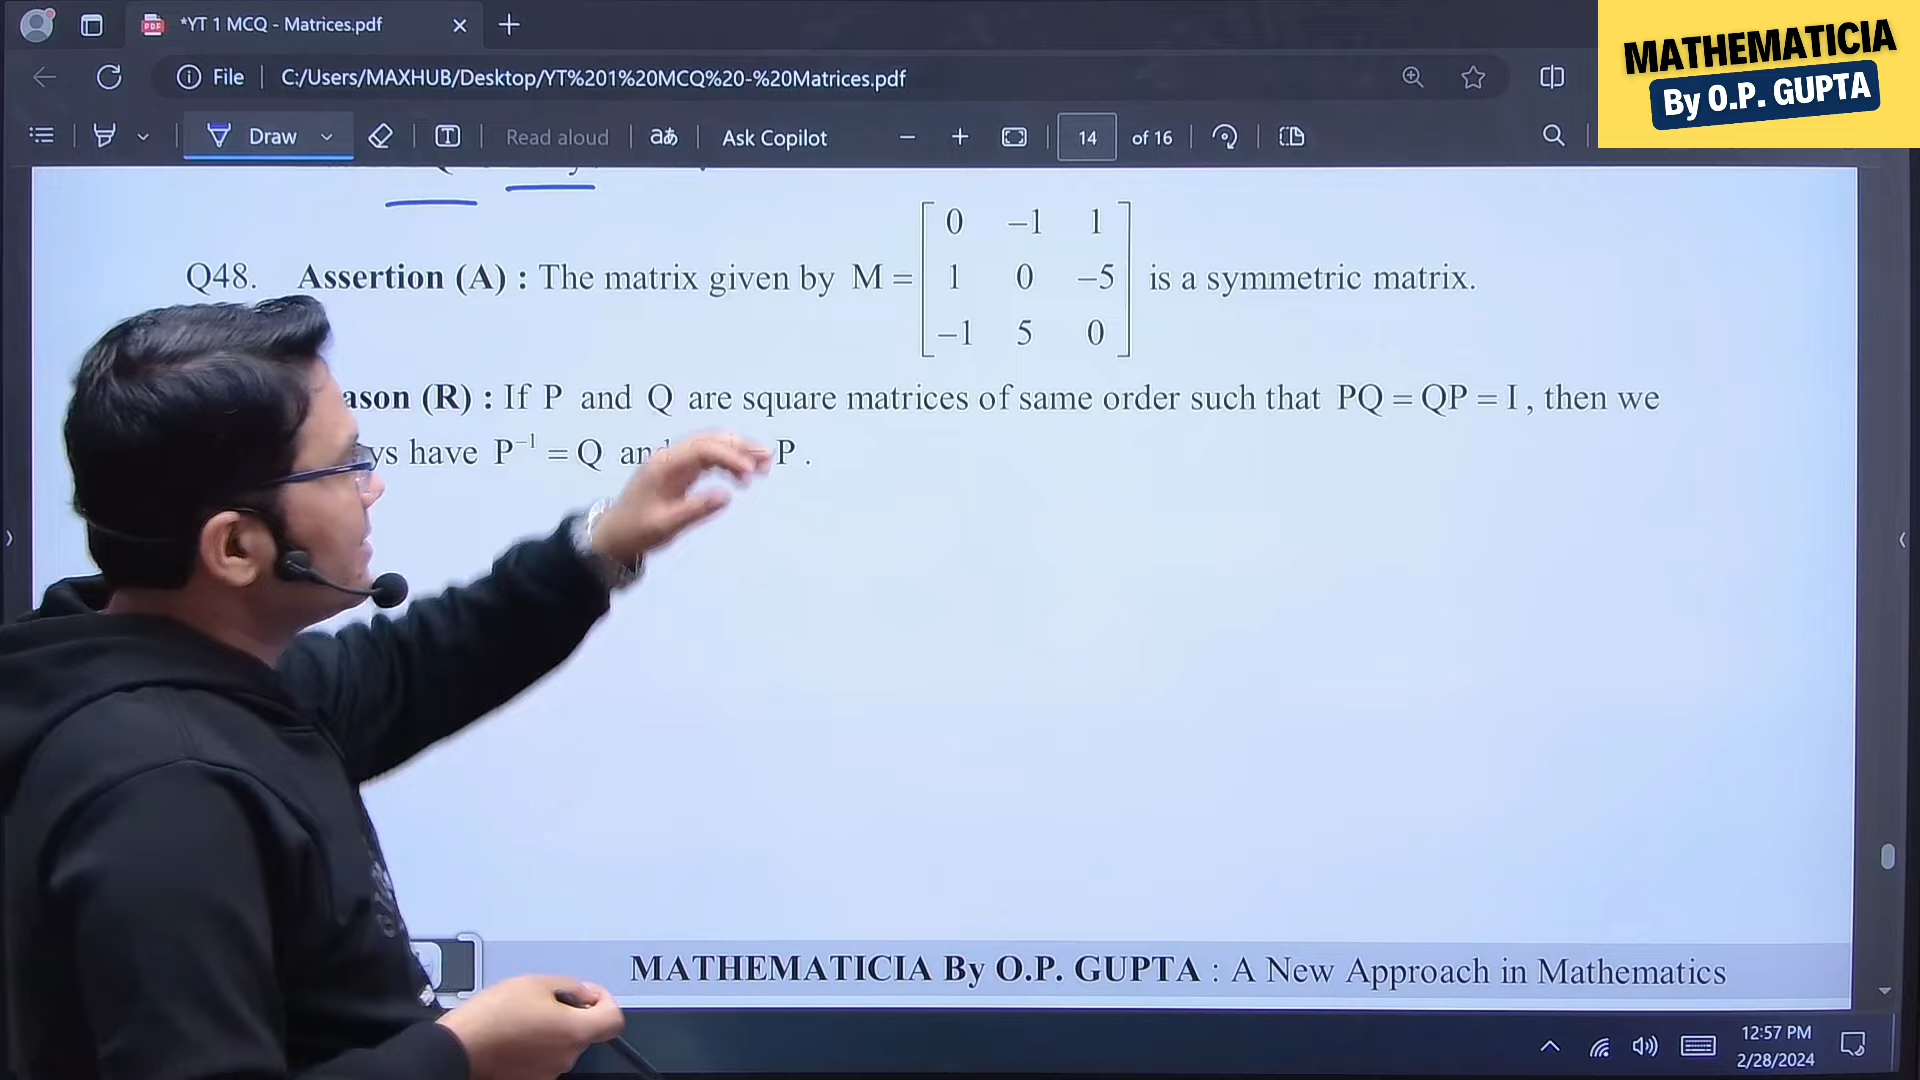 *YT 1 MCQ - Matrices.pdf
File C:/Users/MAXHUB/Desktop/YT%201%20MCQ%20-%20Matrices.pdf
MATHEMATICIA
By O.P. GUPTA
Draw T Read aloud aあ Ask Copilot 14 of 16
Q48. Assertion (A) : The matrix given by M = [0 –1 1
1 0 –5
–1 5 0] is a symmetric matrix.
ason (R) : If P and Q are square matrices of same order such that PQ = QP = I , then we
ys have P⁻¹ = Q and = P .
MATHEMATICIA By O.P. GUPTA : A New Approach in Mathematics
12:57 PM
2/28/2024